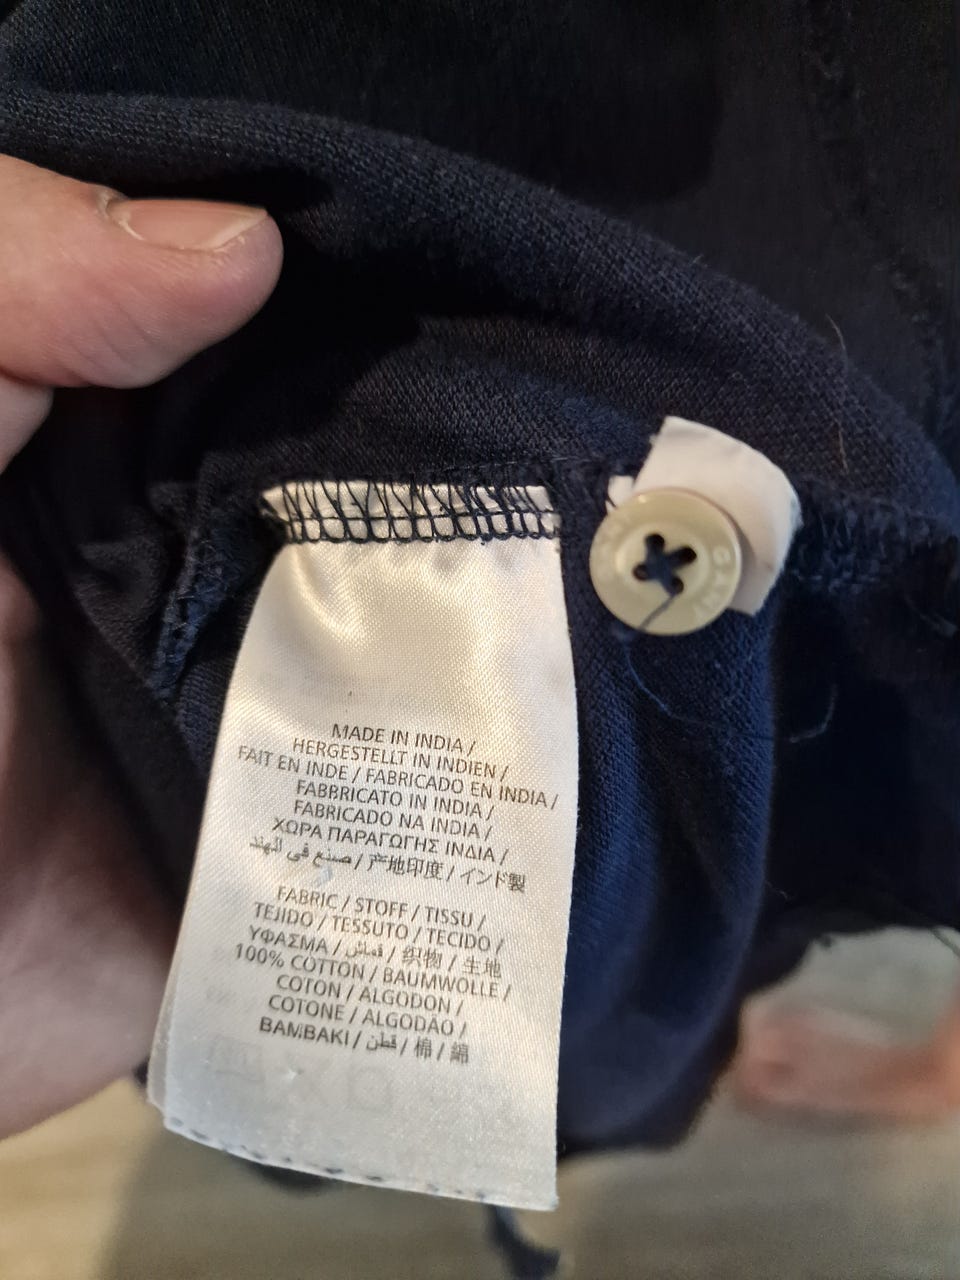 MADE IN INDIA /
HERGESTELLT IN INDIEN /
FAIT EN INDE / FABRICADO EN INDIA /
FABBRICATO IN INDIA /
FABRICADO NA INDIA /
ΧΩΡΑ ΠΑΡΑΓΩΓΗΣ ΙΝΔΙΑ /
صنع في الهند / 产地印度 / インド製
FABRIC / STOFF / TISSU /
TEJIDO / TESSUTO / TECIDO /
ΥΦΑΣΜΑ / قماش / 织物 / 生地
100% COTTON / BAUMWOLLE /
COTON / ALGODON /
COTONE / ALGODÃO /
BAMBAKI / قطن / 棉 / 綿